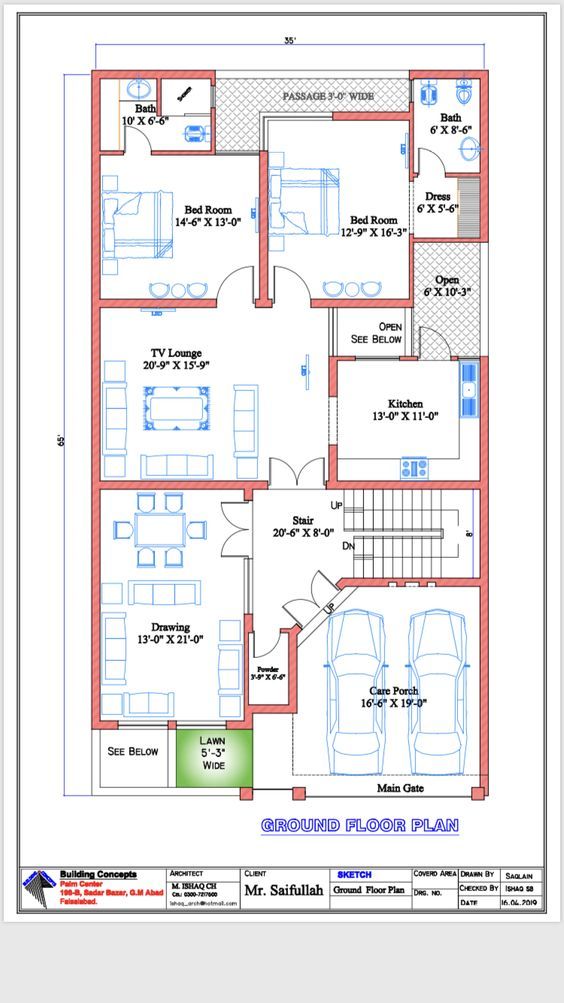 35'
65'
PASSAGE 3'-0" WIDE
Bath
10' X 6'-6"
SHOWER
Bath
6' X 8'-6"
Dress
6' X 5'-6"
Bed Room
14'-6" X 13'-0"
Bed Room
12'-9" X 16'-3"
Open
6' X 10'-3"
OPEN
SEE BELOW
TV
TV Lounge
20'-9" X 15'-9"
Kitchen
13'-0" X 11'-0"
UP
Stair
20'-6" X 8'-0"
DN
8'
UP
Drawing
13'-0" X 21'-0"
Powder
3'-9" X 6'-6"
Care Porch
16'-6" X 19'-0"
SEE BELOW
LAWN
5'-3"
WIDE
Main Gate
GROUND FLOOR PLAN
Building Concepts
Palm Center
198-B, Sadar Bazar, G.M Abad
Faisalabad.
ARCHITECT
M. ISHAQ CH
CELL: 0300-7217600
ishaq_arch@hotmail.com
CLIENT
Mr. Saifullah
SKETCH
Ground Floor Plan
COVERD AREA
DRG. NO.
DRAWN BY SAQLAIN
CHECKED BY ISHAQ SB
DATE 16.04.2019